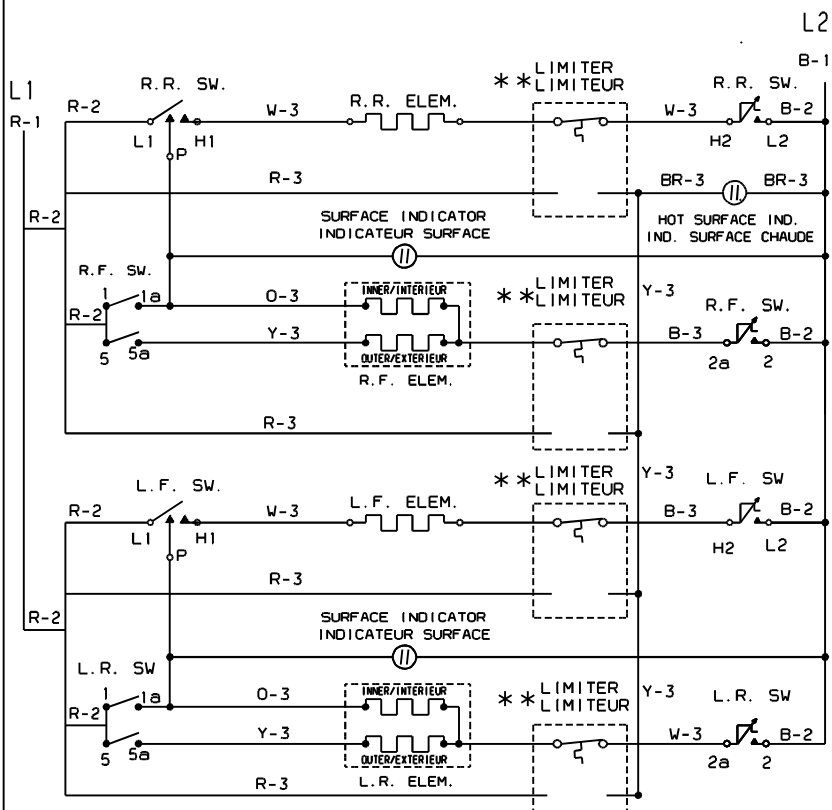 L2
B-1
L1
R-1
R.R. SW.
R-2
W-3
R.R. ELEM.
**LIMITER
LIMITEUR
W-3
R.R. SW.
B-2
L1
H1
P
H2
L2
R-3
BR-3
BR-3
R-2
SURFACE INDICATOR
INDICATEUR SURFACE
HOT SURFACE IND.
IND. SURFACE CHAUDE
R.F. SW.
1
1a
O-3
INNER/INTERIEUR
**LIMITER
LIMITEUR
Y-3
R.F. SW.
R-2
Y-3
B-3
B-2
5
5a
OUTER/EXTERIEUR
R.F. ELEM.
2a
2
R-3
L.F. SW.
R-2
W-3
L.F. ELEM.
**LIMITER
LIMITEUR
Y-3
L.F. SW
B-3
B-2
L1
H1
P
H2
L2
R-3
R-2
SURFACE INDICATOR
INDICATEUR SURFACE
L.R. SW
1
1a
O-3
INNER/INTERIEUR
**LIMITER
LIMITEUR
Y-3
L.R. SW
R-2
Y-3
W-3
B-2
5
5a
OUTER/EXTERIEUR
L.R. ELEM.
2a
2
R-3